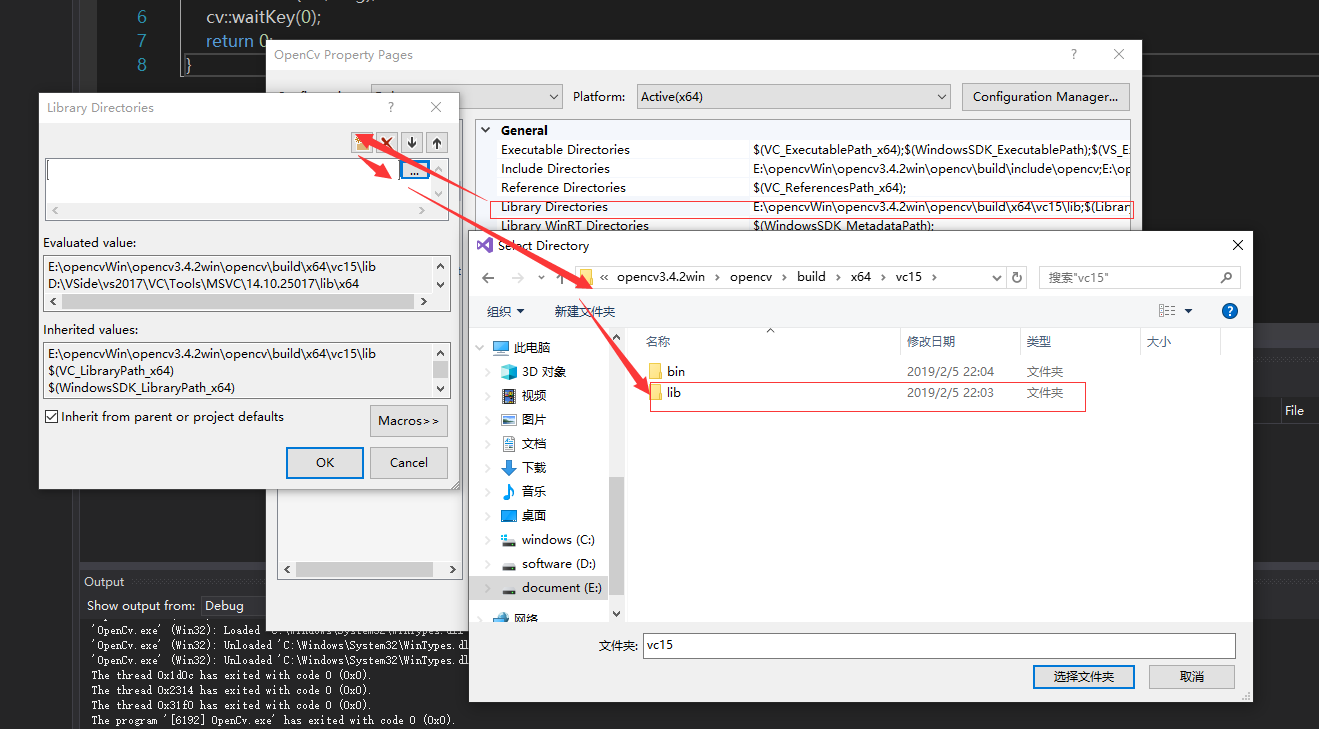 6 cv::waitKey(0);
7 return 0;
8 }
OpenCv Property Pages
?
Platform: Active(x64) Configuration Manager...
General
Executable Directories $(VC_ExecutablePath_x64);$(WindowsSDK_ExecutablePath);$(VS_E
Include Directories E:\opencvWin\opencv3.4.2win\opencv\build\include\opencv;E:\op
Reference Directories $(VC_ReferencesPath_x64);
Library Directories E:\opencvWin\opencv3.4.2win\opencv\build\x64\vc15\lib;$(Library
Library WinRT Directories $(WindowsSDK_MetadataPath);
Library Directories
?
...
Evaluated value:
E:\opencvWin\opencv3.4.2win\opencv\build\x64\vc15\lib
D:\VSide\vs2017\VC\Tools\MSVC\14.10.25017\lib\x64
Inherited values:
E:\opencvWin\opencv3.4.2win\opencv\build\x64\vc15\lib
$(VC_LibraryPath_x64)
$(WindowsSDK_LibraryPath_x64)
Inherit from parent or project defaults
Macros>>
OK Cancel
Select Directory
« opencv3.4.2win › opencv › build › x64 › vc15 ›
搜索"vc15"
组织 新建文件夹
?
名称 修改日期 类型 大小
bin 2019/2/5 22:04 文件夹
lib 2019/2/5 22:03 文件夹
此电脑
3D 对象
视频
图片
文档
下载
音乐
桌面
windows (C:)
software (D:)
document (E:)
网络
文件夹: vc15
选择文件夹 取消
File
Output
Show output from: Debug
'OpenCv.exe' (Win32): Loaded 'C:\Windows\System32\WinTypes.dll
'OpenCv.exe' (Win32): Unloaded 'C:\Windows\System32\WinTypes.dl
'OpenCv.exe' (Win32): Unloaded 'C:\Windows\System32\WinTypes.dl
The thread 0x1d0c has exited with code 0 (0x0).
The thread 0x2314 has exited with code 0 (0x0).
The thread 0x31f0 has exited with code 0 (0x0).
The program '[6192] OpenCv.exe' has exited with code 0 (0x0).